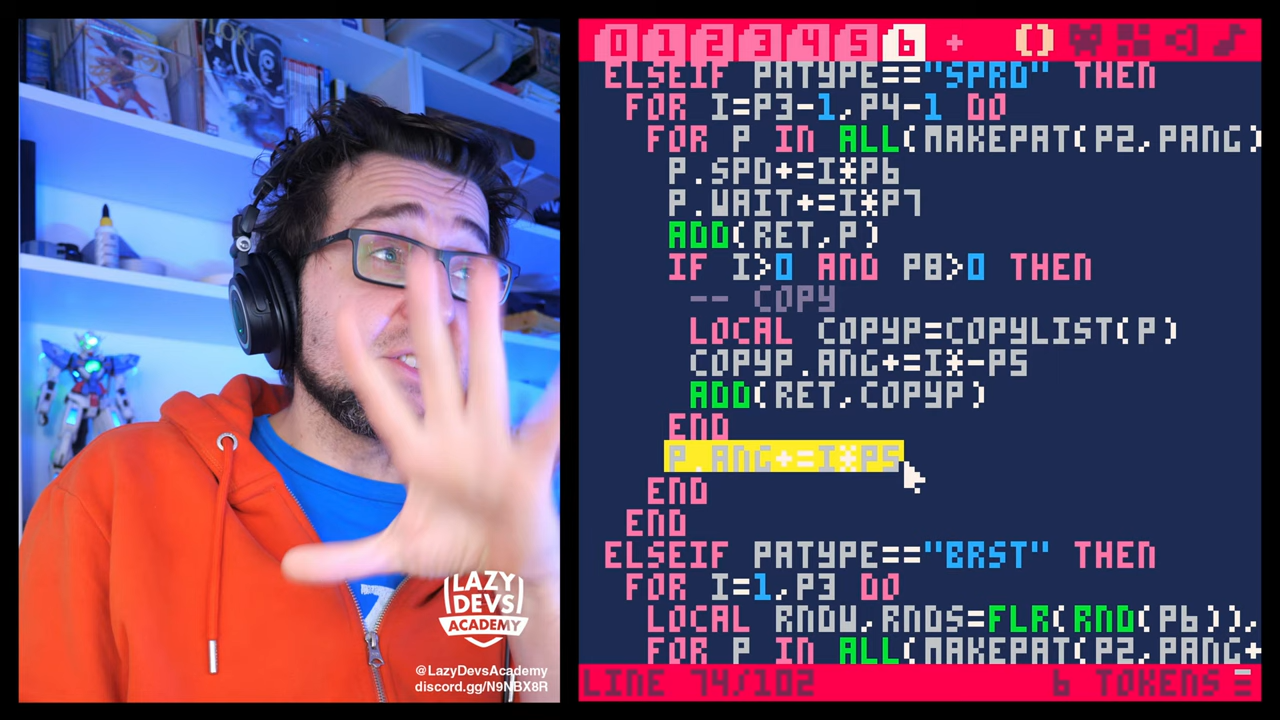 LOKI
LAZY
DEVS
ACADEMY
@LazyDevsAcademy
discord.gg/N9NBX8R
0 1 2 3 4 5 6 + ()
ELSEIF PATYPE=="SPRD" THEN
FOR I=P3-1,P4-1 DO
FOR P IN ALL(MAKEPAT(P2,PANG)
P.SPD+=I*P6
P.WAIT+=I*P7
ADD(RET,P)
IF I>0 AND P8>0 THEN
-- COPY
LOCAL COPYP=COPYLIST(P)
COPYP.ANG+=I*-P5
ADD(RET,COPYP)
END
P.ANG+=I*P5
END
END
ELSEIF PATYPE=="BRST" THEN
FOR I=1,P3 DO
LOCAL RNDW,RNDS=FLR(RND(P6)),
FOR P IN ALL(MAKEPAT(P2,PANG+
LINE 74/102
6 TOKENS